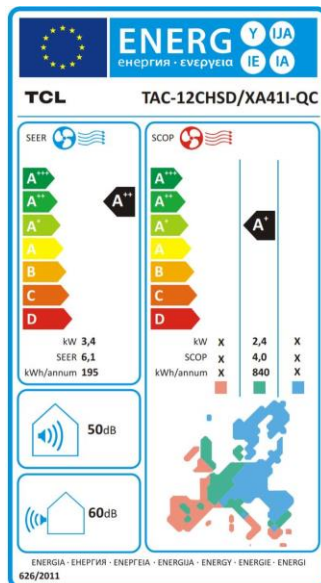 ENERG Y IJA
енергия · ενεργεια IE IA
TCL TAC-12CHSD/XA41I-QC
SEER
A+++
A++
A+
A
B
C
D
A++
kW 3,4
SEER 6,1
kWh/annum 195
SCOP
A+++
A++
A+
A
B
C
D
A+
kW X 2,4 X
SCOP X 4,0 X
kWh/annum X 840 X
50dB
60dB
ENERGIA · ЕНЕРГИЯ · ΕΝΕΡΓΕΙΑ · ENERGIJA · ENERGY · ENERGIE · ENERGI
626/2011